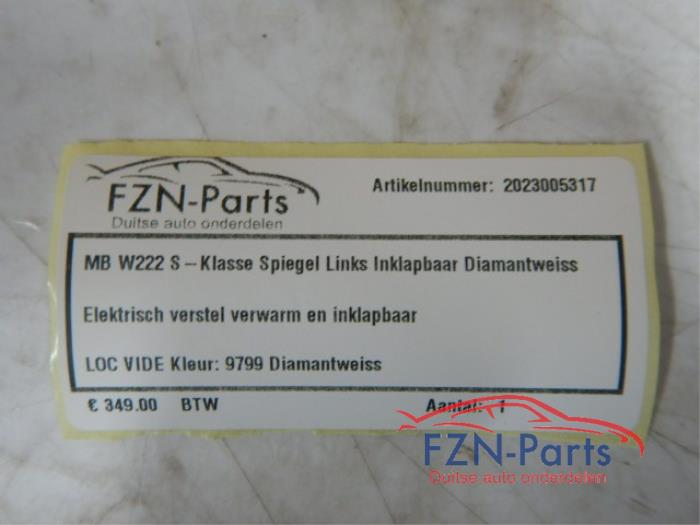 FZN-Parts
Duitse auto onderdelen
Artikelnummer: 2023005317
MB W222 S-Klasse Spiegel Links Inklapbaar Diamantweiss
Elektrisch verstel verwarm en inklapbaar
LOC VIDE Kleur: 9799 Diamantweiss
€ 349.00 BTW Aantal: 1
FZN-Parts
Duitse auto onderdelen